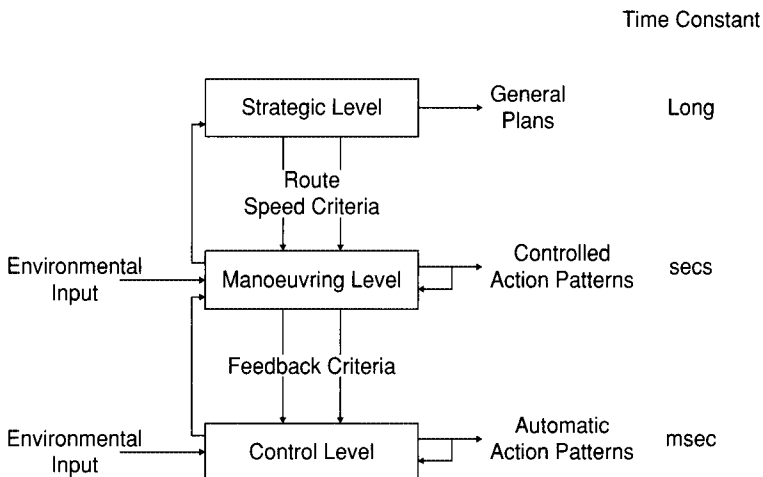 Time Constant
Strategic Level
General
Plans
Long
Route
Speed Criteria
Environmental
Input
Manoeuvring Level
Controlled
Action Patterns
secs
Feedback Criteria
Environmental
Input
Control Level
Automatic
Action Patterns
msec